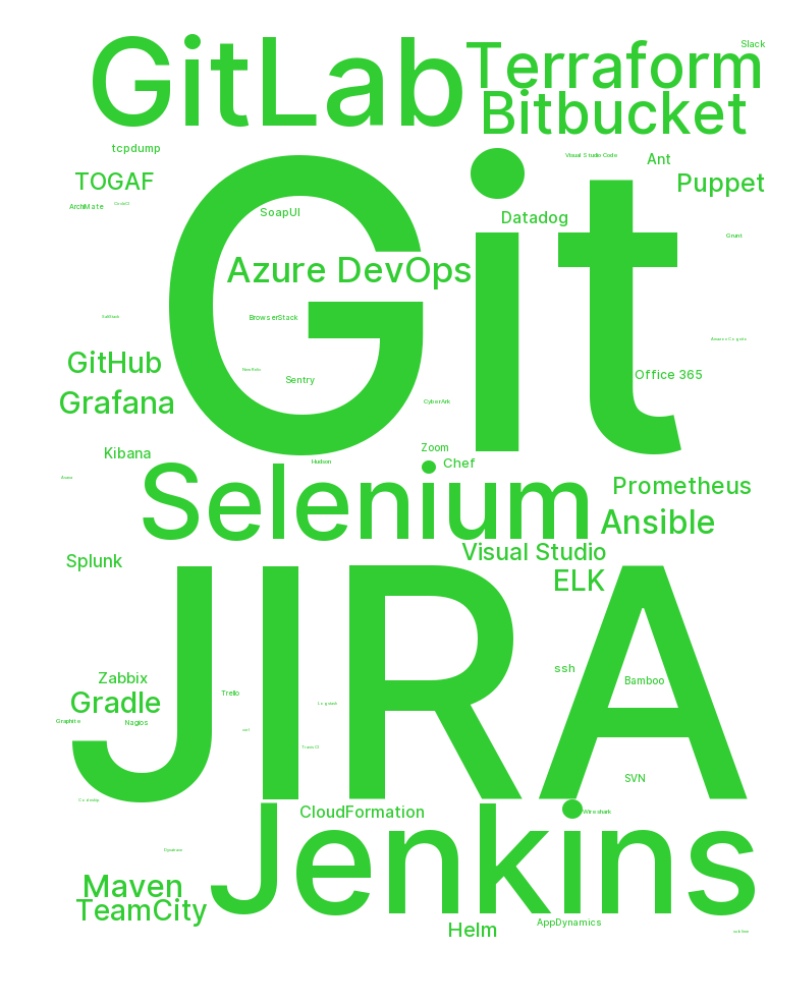 GitLab
Terraform
Slack
Bitbucket
tcpdump
Visual Studio Code
Ant
TOGAF
Puppet
ArchiMate
SoapUI
Datadog
Git
Azure DevOps
BrowserStack
GitHub
Sentry
Office 365
Grafana
CyberArk
Kibana
Zoom
Chef
Hudson
Selenium
Prometheus
Ansible
Visual Studio
Splunk
ELK
ssh
Zabbix
Bamboo
Gradle
Trello
Graphite
Nagios
JIRA
SVN
CloudFormation
Wireshark
Jenkins
Maven
TeamCity
Helm
AppDynamics